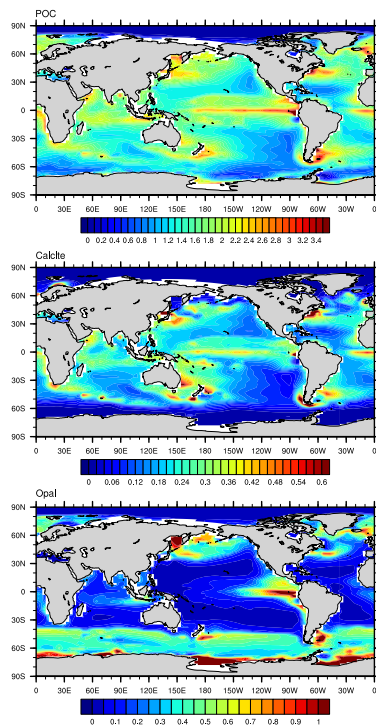 POC
90N
60N
30N
0
30S
60S
90S
0 30E 60E 90E 120E 150E 180 150W 120W 90W 60W 30W 0
0 0.2 0.4 0.6 0.8 1 1.2 1.4 1.6 1.8 2 2.2 2.4 2.6 2.8 3 3.2 3.4
Calcite
90N
60N
30N
0
30S
60S
90S
0 30E 60E 90E 120E 150E 180 150W 120W 90W 60W 30W 0
0 0.06 0.12 0.18 0.24 0.3 0.36 0.42 0.48 0.54 0.6
Opal
90N
60N
30N
0
30S
60S
90S
0 30E 60E 90E 120E 150E 180 150W 120W 90W 60W 30W 0
0 0.1 0.2 0.3 0.4 0.5 0.6 0.7 0.8 0.9 1